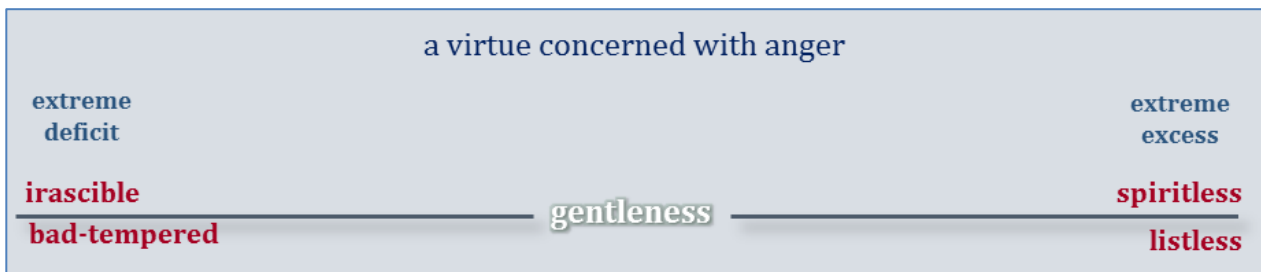 a virtue concerned with anger
extreme
deficit
extreme
excess
irascible
spiritless
gentleness
bad-tempered
listless